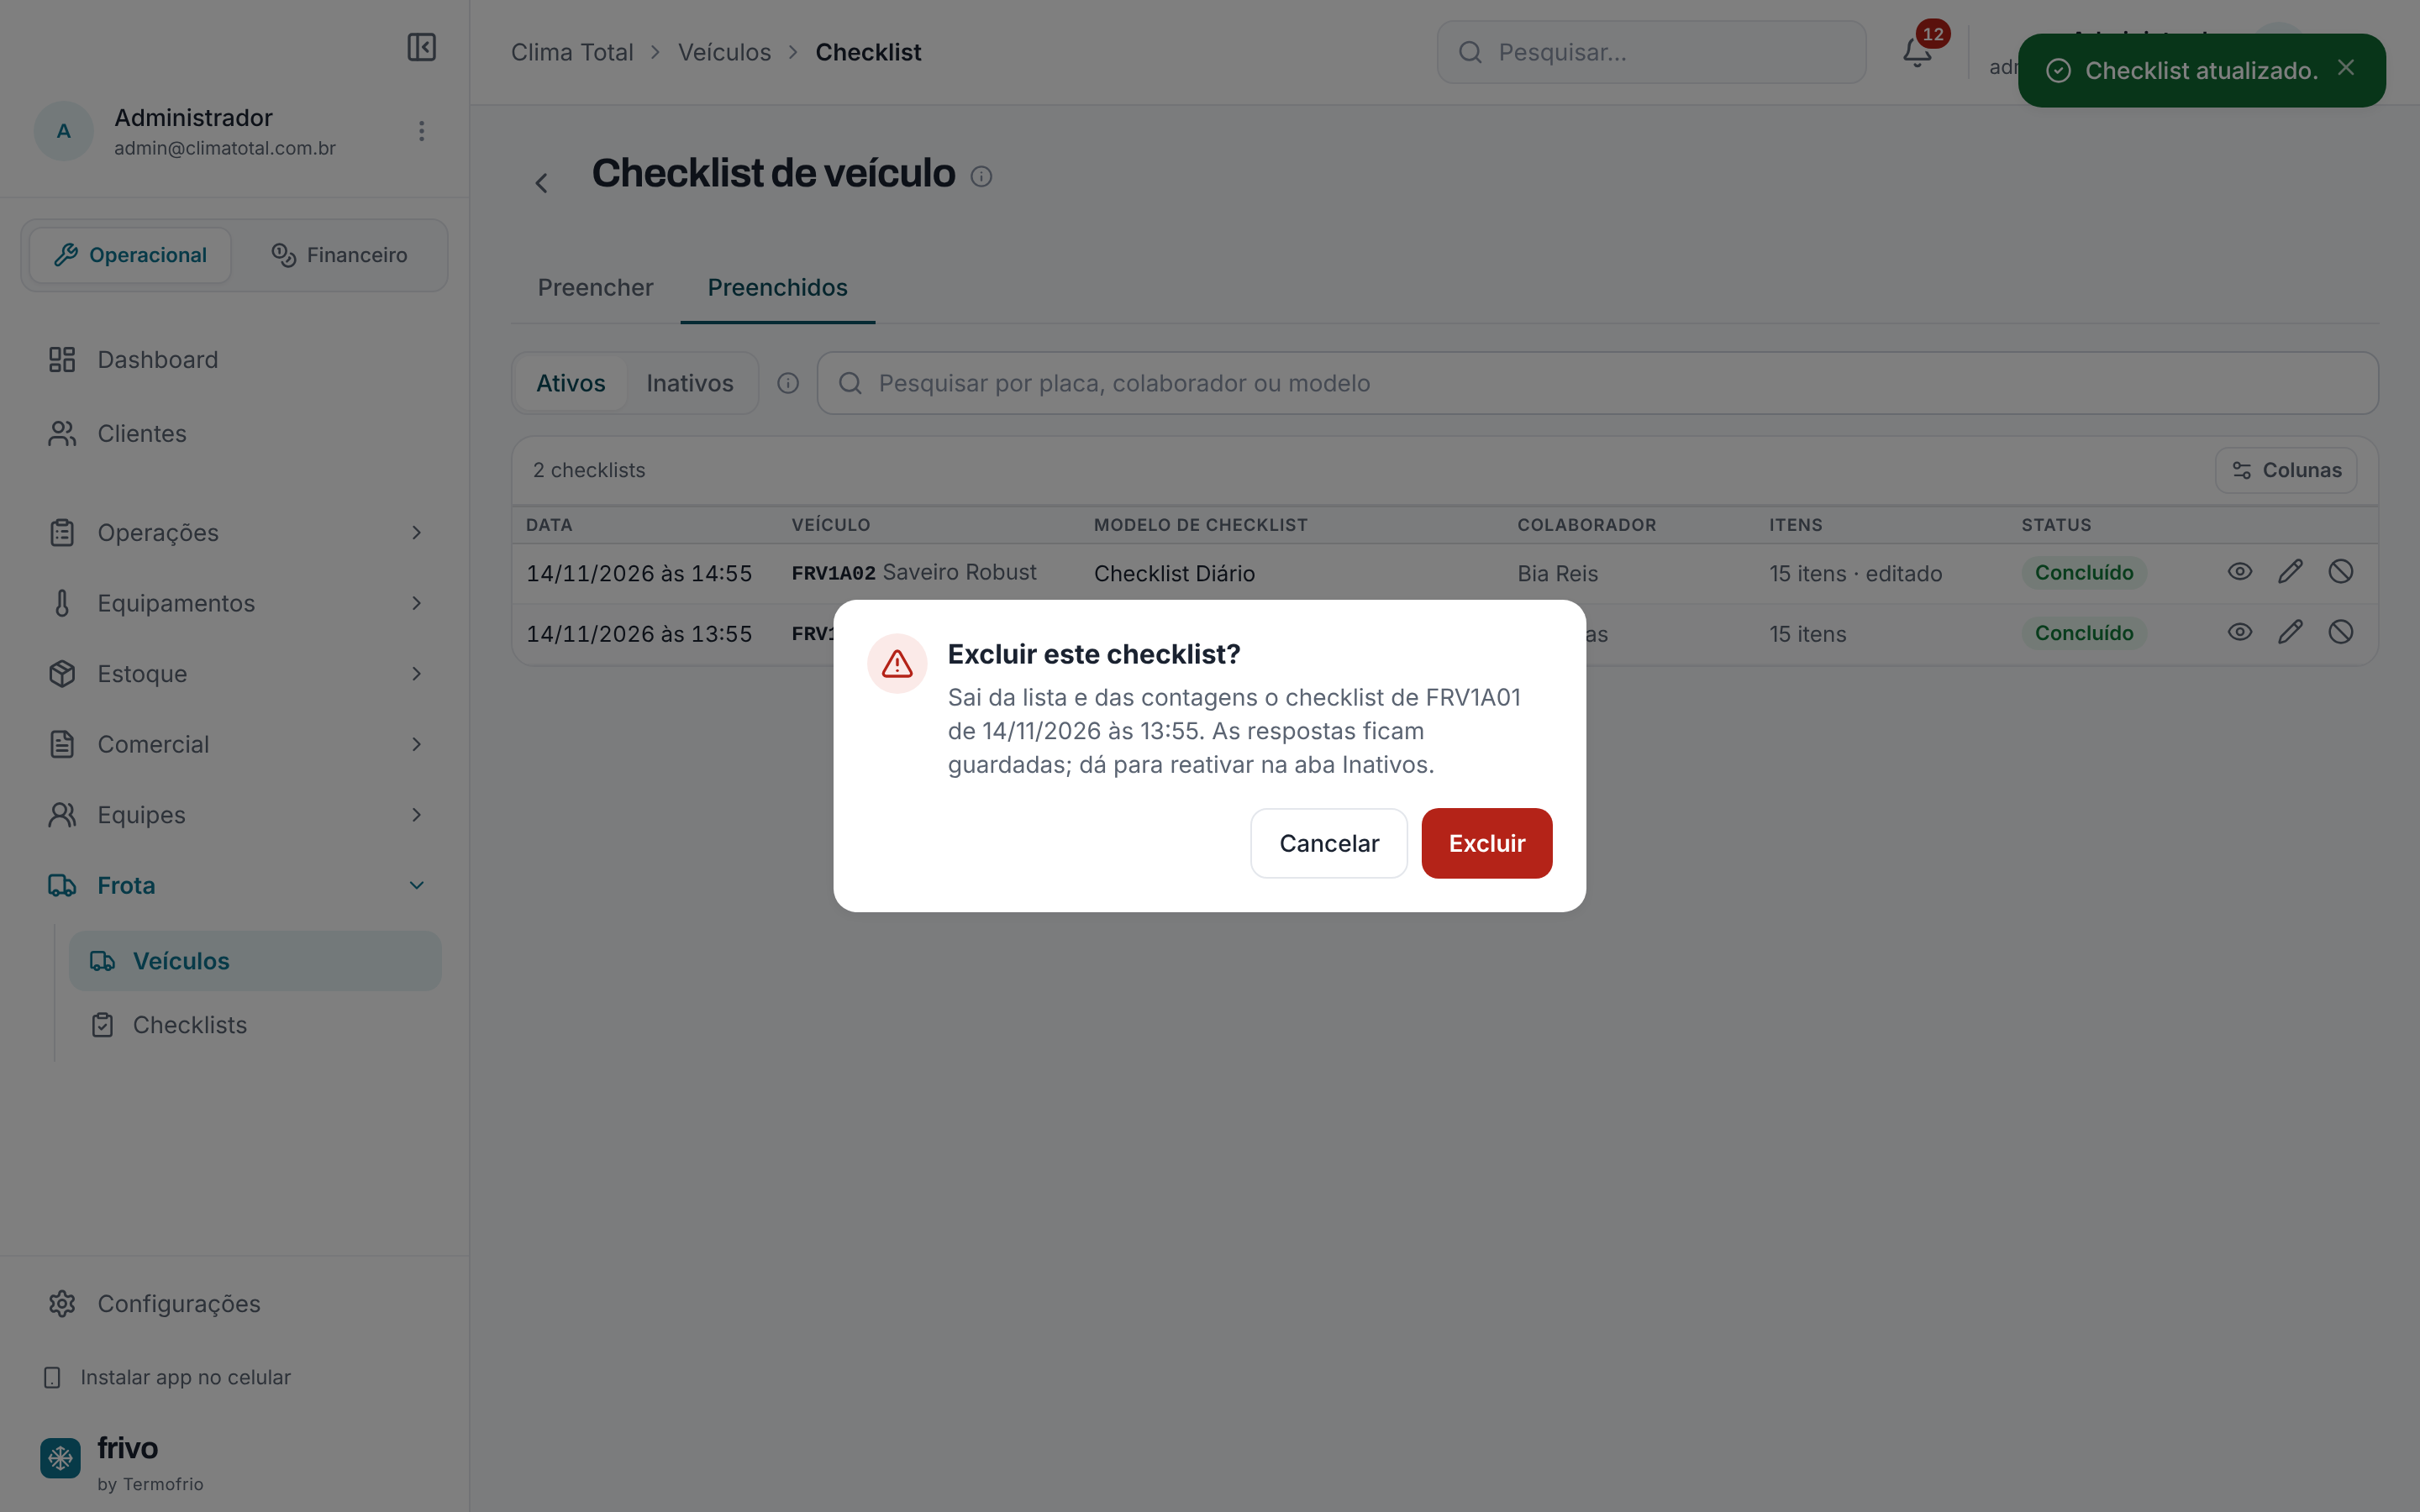 Clima Total > Veículos > Checklist
Pesquisar...
12
Checklist atualizado.
A
Administrador
admin@climatotal.com.br
Operacional
Financeiro
Dashboard
Clientes
Operações
Equipamentos
Estoque
Comercial
Equipes
Frota
Veículos
Checklists
Configurações
Instalar app no celular
frivo
by Termofrio
Checklist de veículo
Preencher
Preenchidos
Ativos
Inativos
Pesquisar por placa, colaborador ou modelo
2 checklists
Colunas
DATA VEÍCULO MODELO DE CHECKLIST COLABORADOR ITENS STATUS
14/11/2026 às 14:55 FRV1A02 Saveiro Robust Checklist Diário Bia Reis 15 itens · editado Concluído
14/11/2026 às 13:55 15 itens Concluído
Excluir este checklist?
Sai da lista e das contagens o checklist de FRV1A01
de 14/11/2026 às 13:55. As respostas ficam
guardadas; dá para reativar na aba Inativos.
Cancelar
Excluir